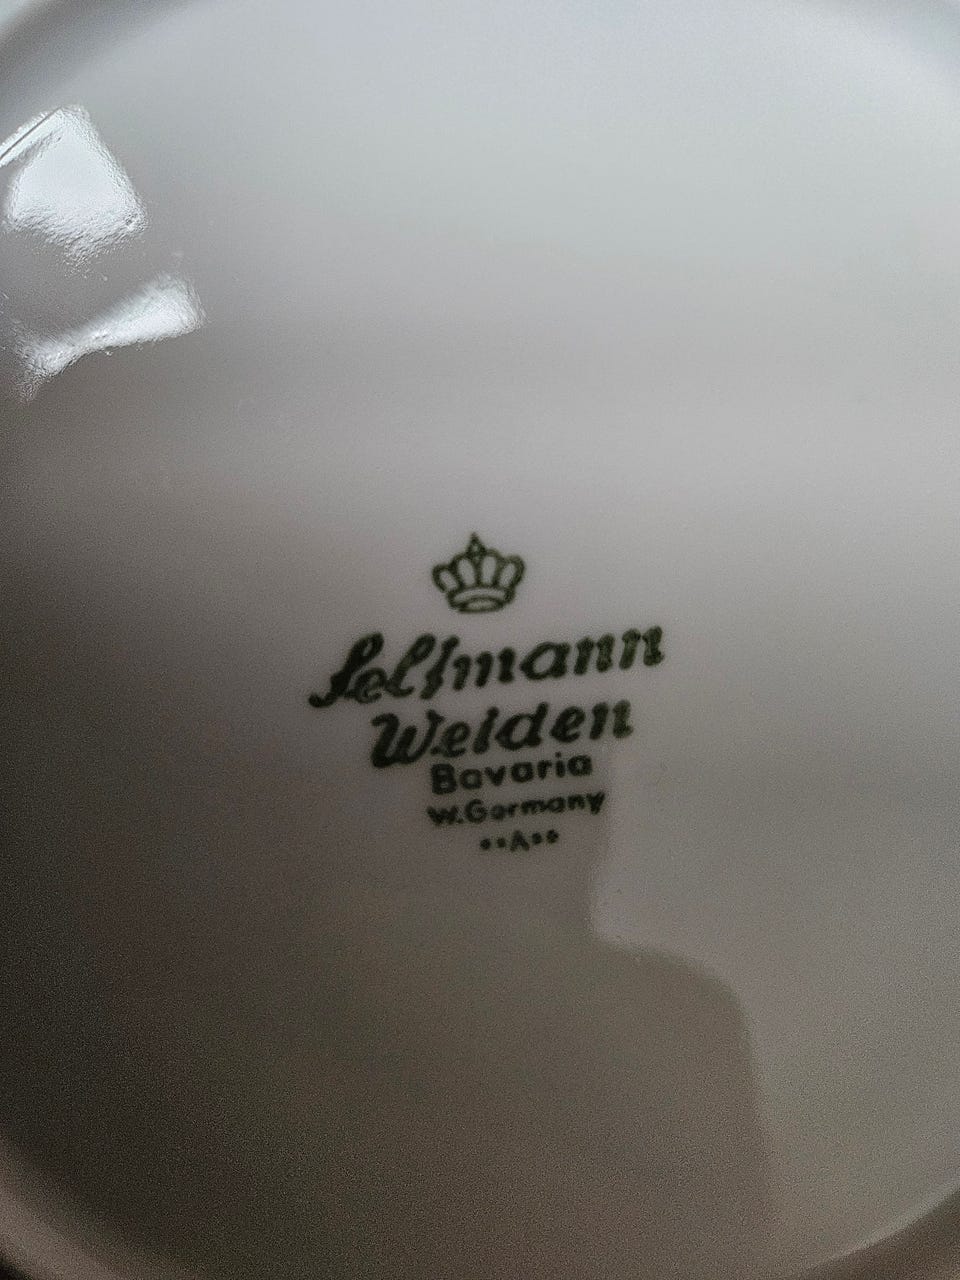 Seltmann
Weiden
Bavaria
W.Germany
••A••